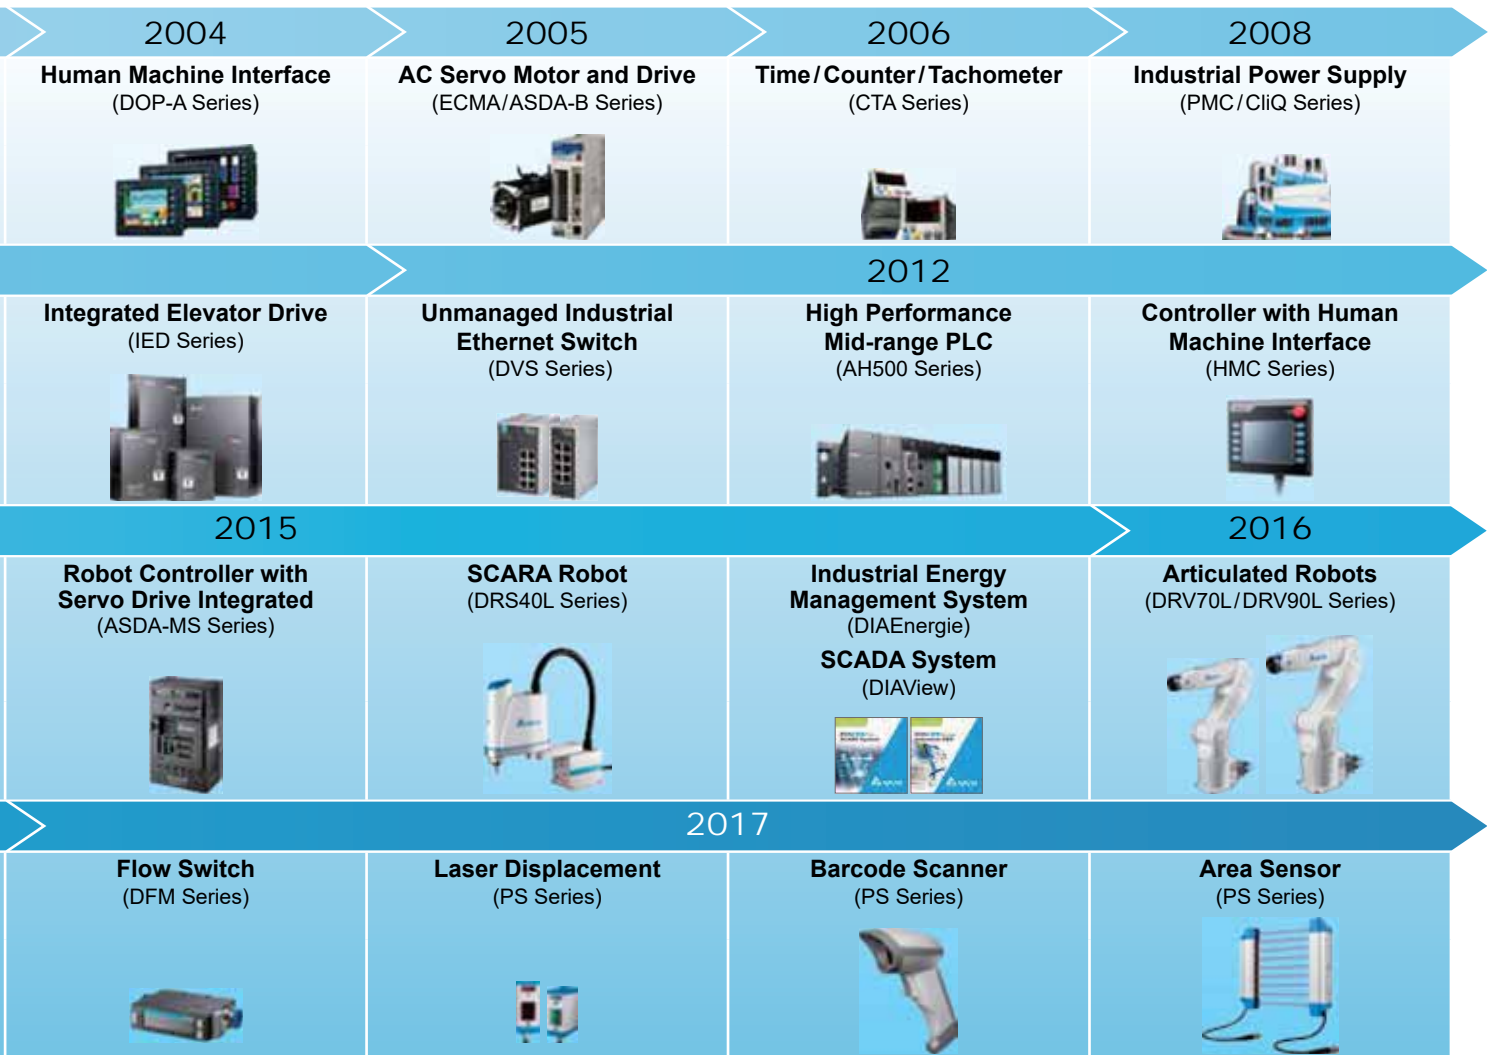 2004
2005
2006
2008
Human Machine Interface
(DOP-A Series)
AC Servo Motor and Drive
(ECMA/ASDA-B Series)
Time/Counter/Tachometer
(CTA Series)
Industrial Power Supply
(PMC/CliQ Series)
2012
Integrated Elevator Drive
(IED Series)
Unmanaged Industrial
Ethernet Switch
(DVS Series)
High Performance
Mid-range PLC
(AH500 Series)
Controller with Human
Machine Interface
(HMC Series)
2015
2016
Robot Controller with
Servo Drive Integrated
(ASDA-MS Series)
SCARA Robot
(DRS40L Series)
Industrial Energy
Management System
(DIAEnergie)
SCADA System
(DIAView)
Articulated Robots
(DRV70L/DRV90L Series)
2017
Flow Switch
(DFM Series)
Laser Displacement
(PS Series)
Barcode Scanner
(PS Series)
Area Sensor
(PS Series)